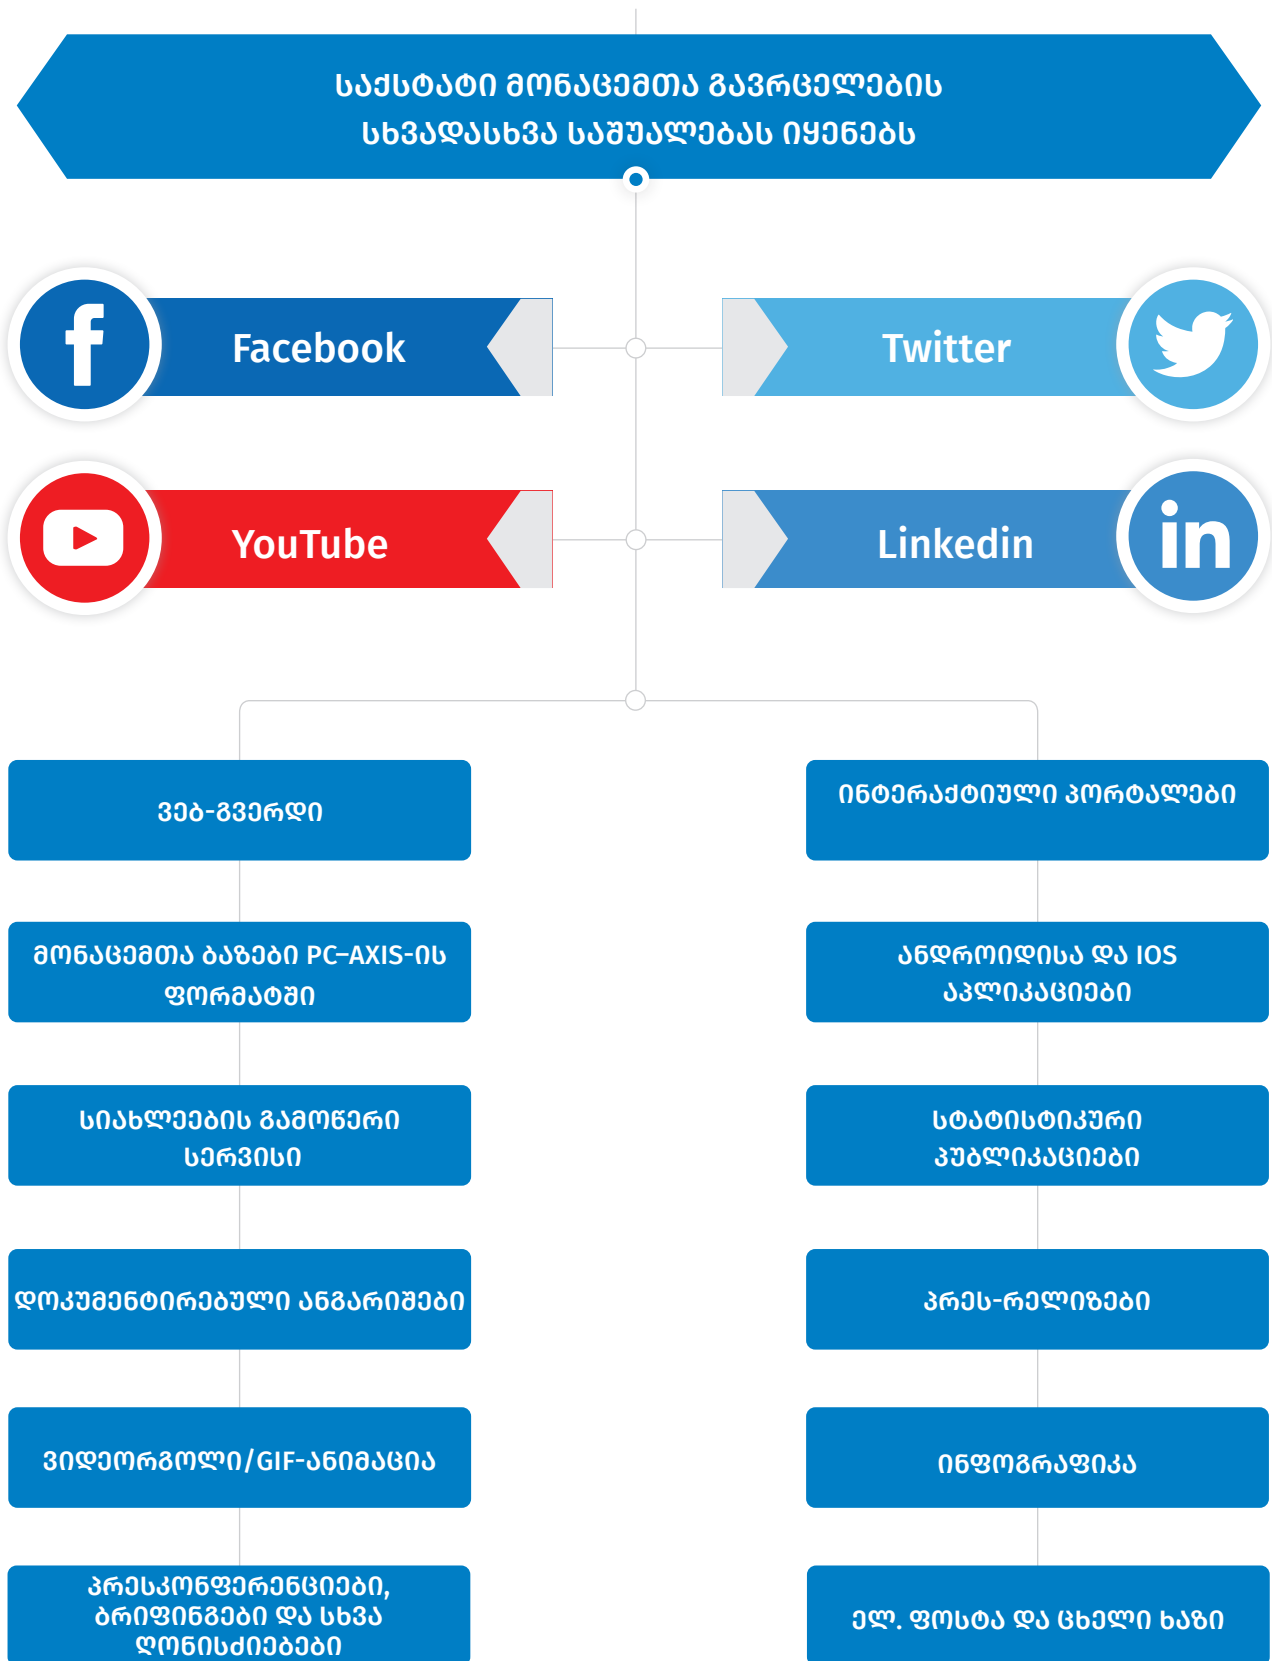 საქსტატი მონაცემთა გავრცელების
სხვადასხვა საშუალებას იყენებს
Facebook
Twitter
YouTube
Linkedin
ვებ-გვერდი
ინტერაქტიული პორტალები
მონაცემთა ბაზები PC–AXIS-ის
ფორმატში
ანდროიდისა და IOS
აპლიკაციები
სიახლეების გამოწერი
სერვისი
სტატისტიკური
პუბლიკაციები
დოკუმენტირებული ანგარიშები
პრეს-რელიზები
ვიდეორგოლი/GIF-ანიმაცია
ინფოგრაფიკა
პრესკონფერენციები,
ბრიფინგები და სხვა
ღონისძიებები
ელ. ფოსტა და ცხელი ხაზი